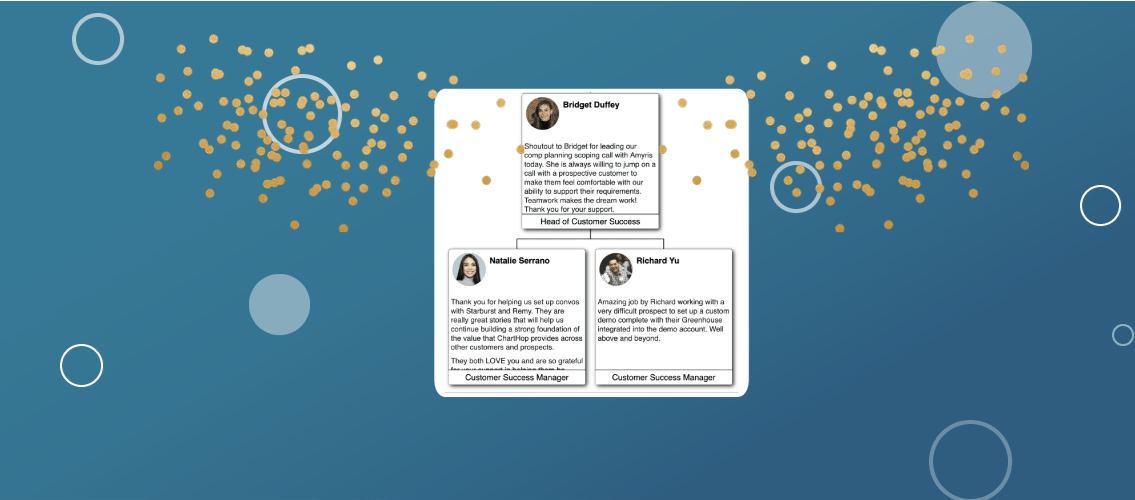 Bridget Duffey
Shoutout to Bridget for leading our
comp planning scoping call with Amyris
today. She is always willing to jump on a
call with a prospective customer to
make them feel comfortable with our
ability to support their requirements.
Teamwork makes the dream work!
Thank you for your support.
Head of Customer Success
Natalie Serrano
Thank you for helping us set up convos
with Starburst and Remy. They are
really great stories that will help us
continue building a strong foundation of
the value that ChartHop provides across
other customers and prospects.
They both LOVE you and are so grateful
for your support in helping them be
Customer Success Manager
Richard Yu
Amazing job by Richard working with a
very difficult prospect to set up a custom
demo complete with their Greenhouse
integrated into the demo account. Well
above and beyond.
Customer Success Manager